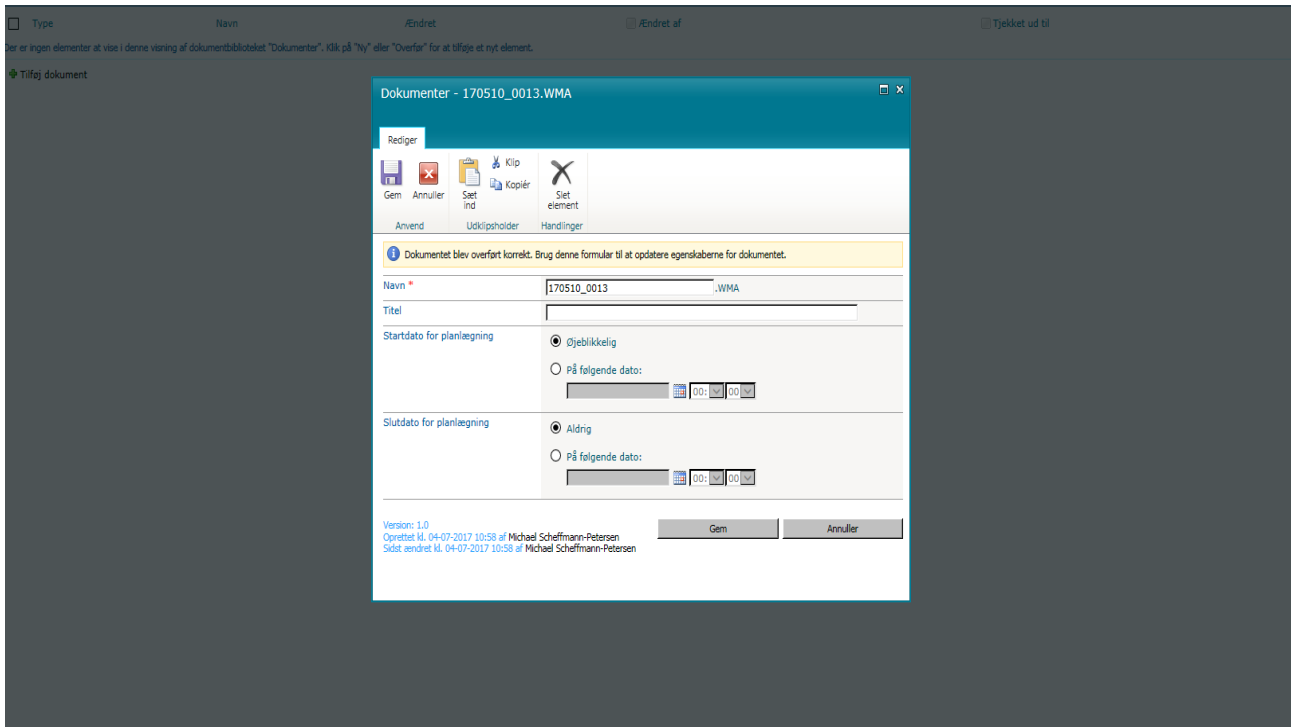 Type Navn Ændret Ændret af Tjekket ud til
Der er ingen elementer at vise i denne visning af dokumentbiblioteket "Dokumenter". Klik på "Ny" eller "Overfør" for at tilføje et nyt element.
Tilføj dokument
Dokumenter - 170510_0013.WMA
Rediger
Gem Annuller Sæt ind Klip Kopiér Slet element
Anvend Udklipsholder Handlinger
Dokumentet blev overført korrekt. Brug denne formular til at opdatere egenskaberne for dokumentet.
Navn * 170510_0013 .WMA
Titel
Startdato for planlægning Øjeblikkelig
På følgende dato:
00: 00
Slutdato for planlægning Aldrig
På følgende dato:
00: 00
Version: 1.0
Oprettet kl. 04-07-2017 10:58 af Michael Scheffmann-Petersen
Sidst ændret kl. 04-07-2017 10:58 af Michael Scheffmann-Petersen
Gem Annuller